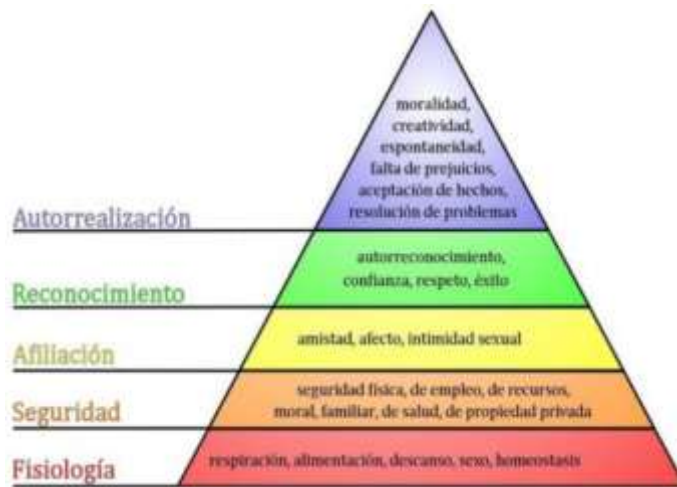 moralidad,
creatividad,
espontaneidad,
falta de prejuicios,
aceptación de hechos,
resolución de problemas
Autorrealización
autorreconocimiento,
confianza, respeto, éxito
Reconocimiento
amistad, afecto, intimidad sexual
Afiliación
seguridad física, de empleo, de recursos,
moral, familiar, de salud, de propiedad privada
Seguridad
respiración, alimentación, descanso, sexo, homeostasis
Fisiología